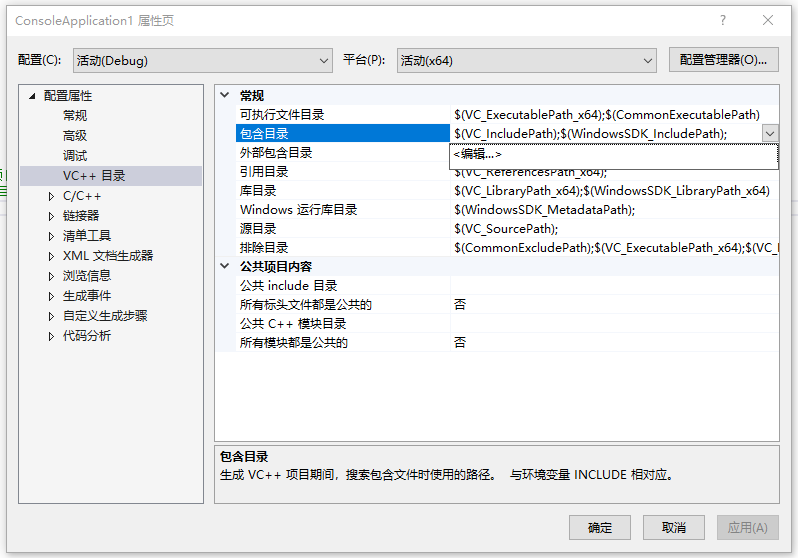 ConsoleApplication1 属性页
配置(C): 活动(Debug) 平台(P): 活动(x64) 配置管理器(O)...
配置属性
常规
高级
调试
VC++ 目录
C/C++
链接器
清单工具
XML 文档生成器
浏览信息
生成事件
自定义生成步骤
代码分析
常规
可执行文件目录 $(VC_ExecutablePath_x64);$(CommonExecutablePath)
包含目录 $(VC_IncludePath);$(WindowsSDK_IncludePath);
外部包含目录 <编辑...>
引用目录 $(VC_ReferencesPath_x64);
库目录 $(VC_LibraryPath_x64);$(WindowsSDK_LibraryPath_x64)
Windows 运行库目录 $(WindowsSDK_MetadataPath);
源目录 $(VC_SourcePath);
排除目录 $(CommonExcludePath);$(VC_ExecutablePath_x64);$(VC_
公共项目内容
公共 include 目录
所有标头文件都是公共的 否
公共 C++ 模块目录
所有模块都是公共的 否
包含目录
生成 VC++ 项目期间，搜索包含文件时使用的路径。 与环境变量 INCLUDE 相对应。
确定 取消 应用(A)